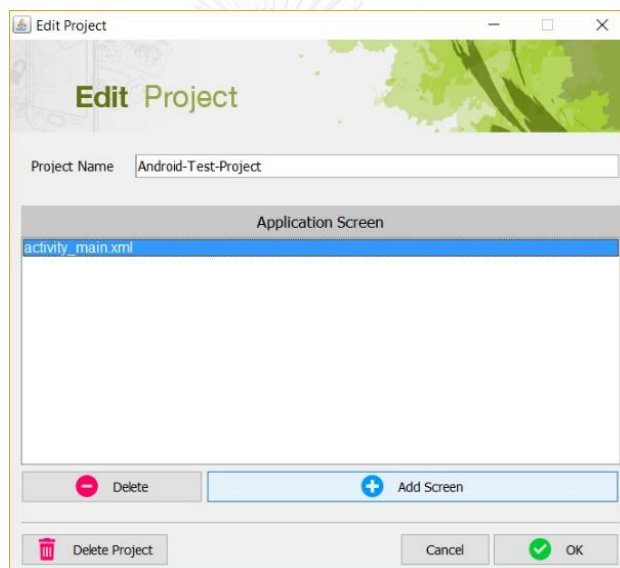 Edit Project
Edit Project
Project Name Android-Test-Project
Application Screen
activity_main.xml
Delete Add Screen
Delete Project Cancel OK